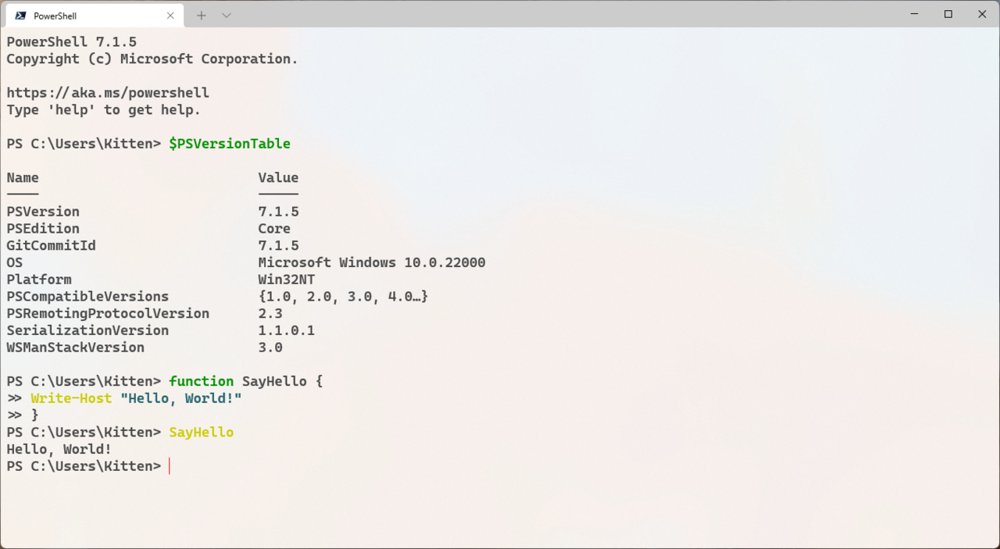 PowerShell
PowerShell 7.1.5
Copyright (c) Microsoft Corporation.
https://aka.ms/powershell
Type 'help' to get help.
PS C:\Users\Kitten> $PSVersionTable
Name                           Value
----                           -----
PSVersion                      7.1.5
PSEdition                      Core
GitCommitId                    7.1.5
OS                             Microsoft Windows 10.0.22000
Platform                       Win32NT
PSCompatibleVersions           {1.0, 2.0, 3.0, 4.0…}
PSRemotingProtocolVersion      2.3
SerializationVersion           1.1.0.1
WSManStackVersion              3.0
PS C:\Users\Kitten> function SayHello {
>> Write-Host "Hello, World!"
>> }
PS C:\Users\Kitten> SayHello
Hello, World!
PS C:\Users\Kitten>